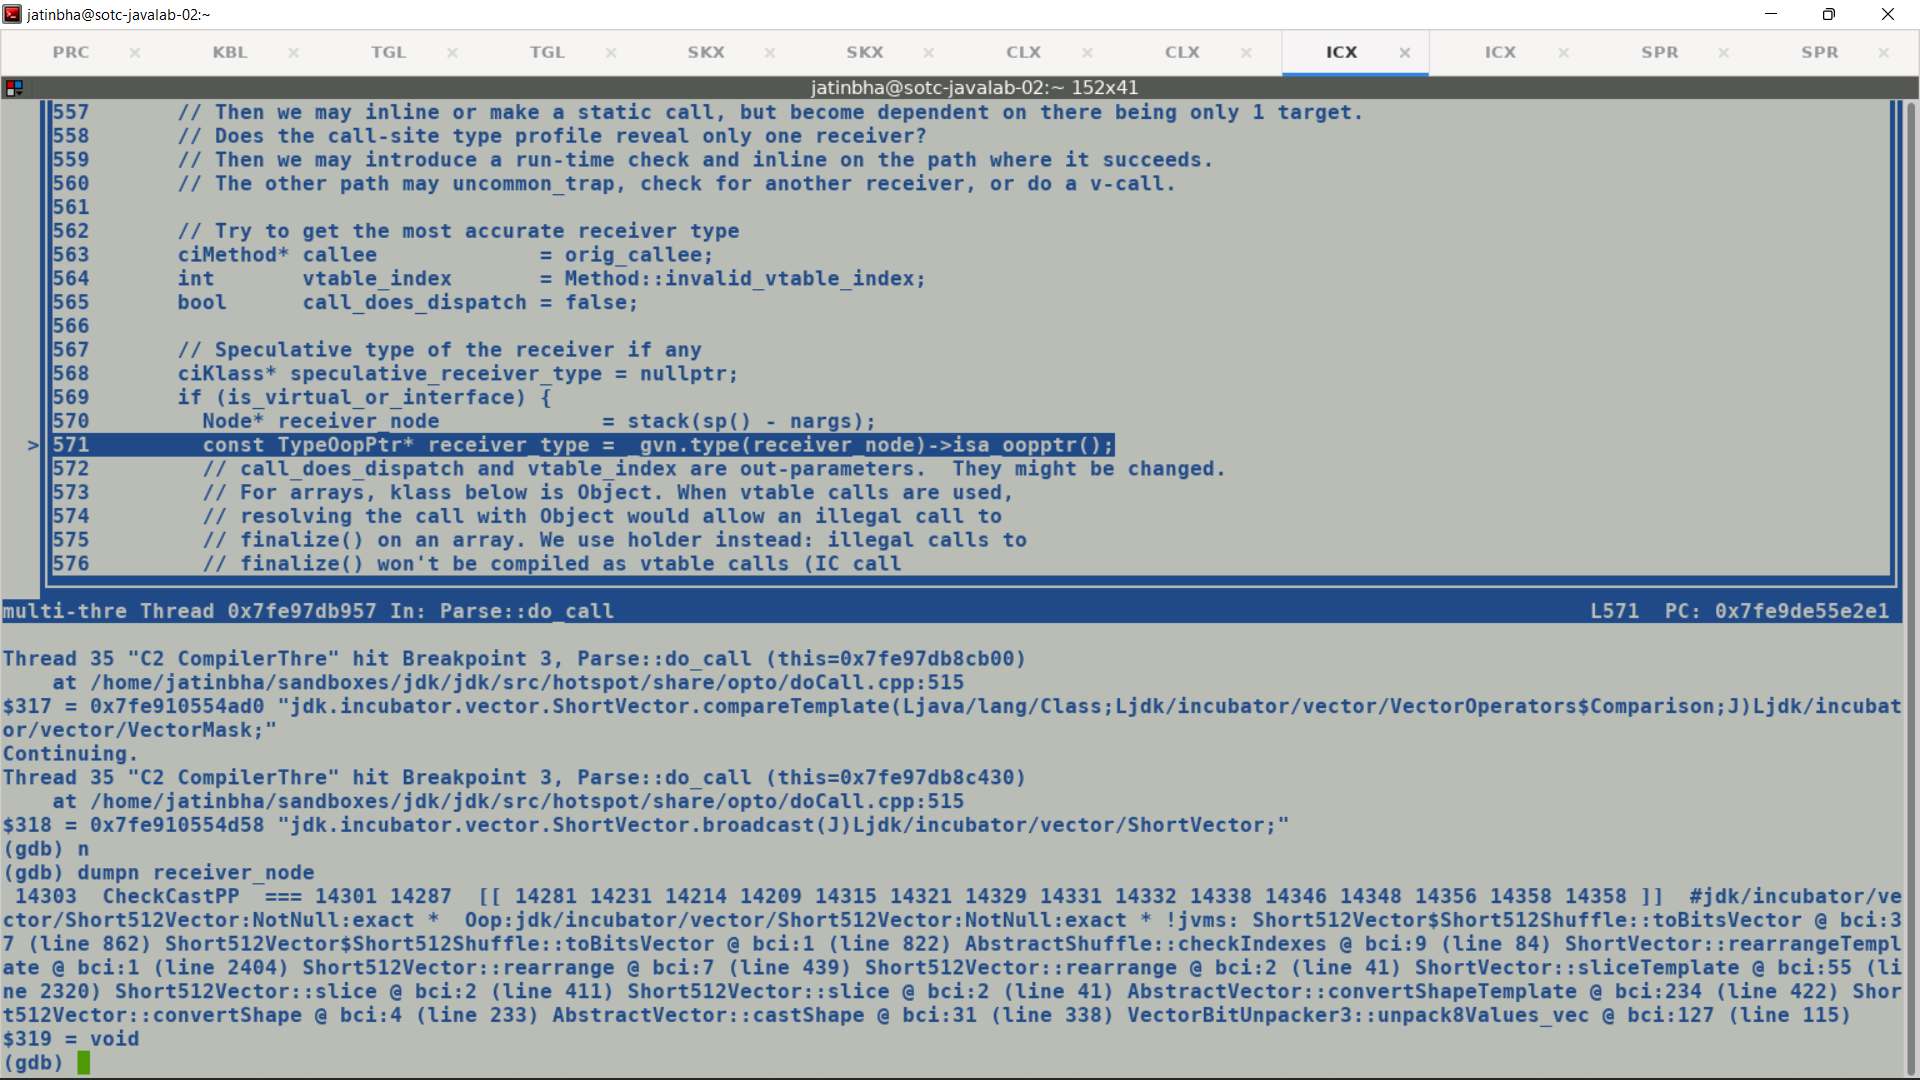 jatinbha@sotc-javalab-02:~
PRC × KBL × TGL × TGL × SKX × SKX × CLX × CLX × ICX × ICX × SPR × SPR ×
jatinbha@sotc-javalab-02:~ 152x41
557 // Then we may inline or make a static call, but become dependent on there being only 1 target.
558 // Does the call-site type profile reveal only one receiver?
559 // Then we may introduce a run-time check and inline on the path where it succeeds.
560 // The other path may uncommon_trap, check for another receiver, or do a v-call.
561
562 // Try to get the most accurate receiver type
563 ciMethod* callee = orig_callee;
564 int vtable_index = Method::invalid_vtable_index;
565 bool call_does_dispatch = false;
566
567 // Speculative type of the receiver if any
568 ciKlass* speculative_receiver_type = nullptr;
569 if (is_virtual_or_interface) {
570 Node* receiver_node = stack(sp() - nargs);
> 571 const TypeOopPtr* receiver_type = _gvn.type(receiver_node)->isa_oopptr();
572 // call_does_dispatch and vtable_index are out-parameters. They might be changed.
573 // For arrays, klass below is Object. When vtable calls are used,
574 // resolving the call with Object would allow an illegal call to
575 // finalize() on an array. We use holder instead: illegal calls to
576 // finalize() won't be compiled as vtable calls (IC call
multi-thre Thread 0x7fe97db957 In: Parse::do_call L571 PC: 0x7fe9de55e2e1
Thread 35 "C2 CompilerThre" hit Breakpoint 3, Parse::do_call (this=0x7fe97db8cb00)
at /home/jatinbha/sandboxes/jdk/jdk/src/hotspot/share/opto/doCall.cpp:515
$317 = 0x7fe910554ad0 "jdk.incubator.vector.ShortVector.compareTemplate(Ljava/lang/Class;Ljdk/incubator/vector/VectorOperators$Comparison;J)Ljdk/incubat
or/vector/VectorMask;"
Continuing.
Thread 35 "C2 CompilerThre" hit Breakpoint 3, Parse::do_call (this=0x7fe97db8c430)
at /home/jatinbha/sandboxes/jdk/jdk/src/hotspot/share/opto/doCall.cpp:515
$318 = 0x7fe910554d58 "jdk.incubator.vector.ShortVector.broadcast(J)Ljdk/incubator/vector/ShortVector;"
(gdb) n
(gdb) dumpn receiver_node
14303 CheckCastPP === 14301 14287 [[ 14281 14231 14214 14209 14315 14321 14329 14331 14332 14338 14346 14348 14356 14358 14358 ]] #jdk/incubator/ve
ctor/Short512Vector:NotNull:exact * Oop:jdk/incubator/vector/Short512Vector:NotNull:exact * !jvms: Short512Vector$Short512Shuffle::toBitsVector @ bci:3
7 (line 862) Short512Vector$Short512Shuffle::toBitsVector @ bci:1 (line 822) AbstractShuffle::checkIndexes @ bci:9 (line 84) ShortVector::rearrangeTempl
ate @ bci:1 (line 2404) Short512Vector::rearrange @ bci:7 (line 439) Short512Vector::rearrange @ bci:2 (line 41) ShortVector::sliceTemplate @ bci:55 (li
ne 2320) Short512Vector::slice @ bci:2 (line 411) Short512Vector::slice @ bci:2 (line 41) AbstractVector::convertShapeTemplate @ bci:234 (line 422) Shor
t512Vector::convertShape @ bci:4 (line 233) AbstractVector::castShape @ bci:31 (line 338) VectorBitUnpacker3::unpack8Values_vec @ bci:127 (line 115)
$319 = void
(gdb)